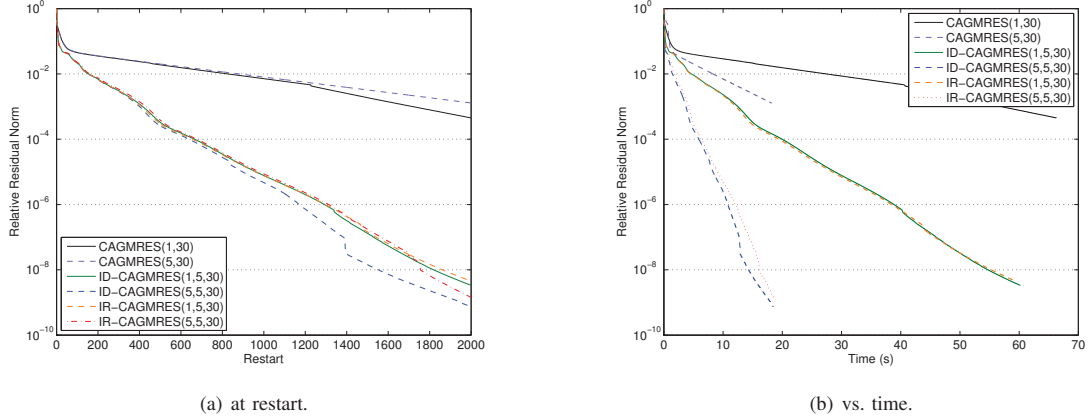 10^0
10^−2
10^−4
10^−6
10^−8
10^−10
Relative Residual Norm
0 200 400 600 800 1000 1200 1400 1600 1800 2000
Restart
CAGMRES(1,30)
CAGMRES(5,30)
ID−CAGMRES(1,5,30)
ID−CAGMRES(5,5,30)
IR−CAGMRES(1,5,30)
IR−CAGMRES(5,5,30)
(a) at restart.
10^0
10^−2
10^−4
10^−6
10^−8
10^−10
Relative Residual Norm
0 10 20 30 40 50 60 70
Time (s)
CAGMRES(1,30)
CAGMRES(5,30)
ID−CAGMRES(1,5,30)
ID−CAGMRES(5,5,30)
IR−CAGMRES(1,5,30)
IR−CAGMRES(5,5,30)
(b) vs. time.